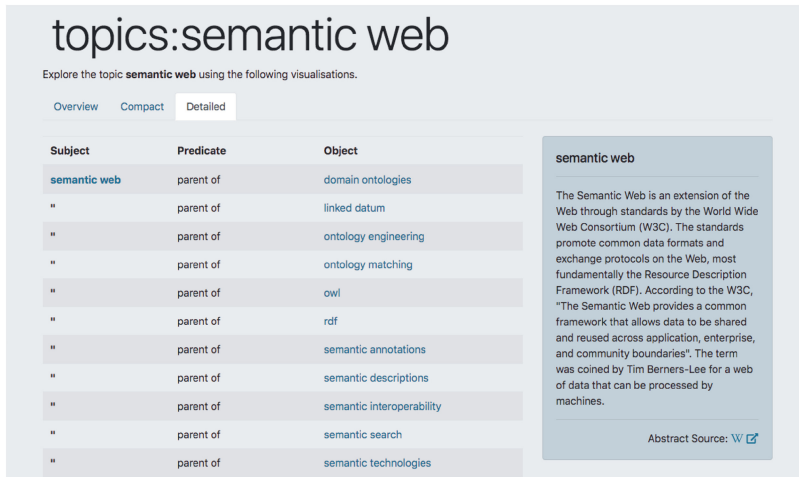 topics:semantic web
Explore the topic semantic web using the following visualisations.
Overview Compact Detailed
Subject Predicate Object
semantic web parent of domain ontologies
" parent of linked datum
" parent of ontology engineering
" parent of ontology matching
" parent of owl
" parent of rdf
" parent of semantic annotations
" parent of semantic descriptions
" parent of semantic interoperability
" parent of semantic search
" parent of semantic technologies
semantic web
The Semantic Web is an extension of the
Web through standards by the World Wide
Web Consortium (W3C). The standards
promote common data formats and
exchange protocols on the Web, most
fundamentally the Resource Description
Framework (RDF). According to the W3C,
"The Semantic Web provides a common
framework that allows data to be shared
and reused across application, enterprise,
and community boundaries". The term
was coined by Tim Berners-Lee for a web
of data that can be processed by
machines.
Abstract Source: W